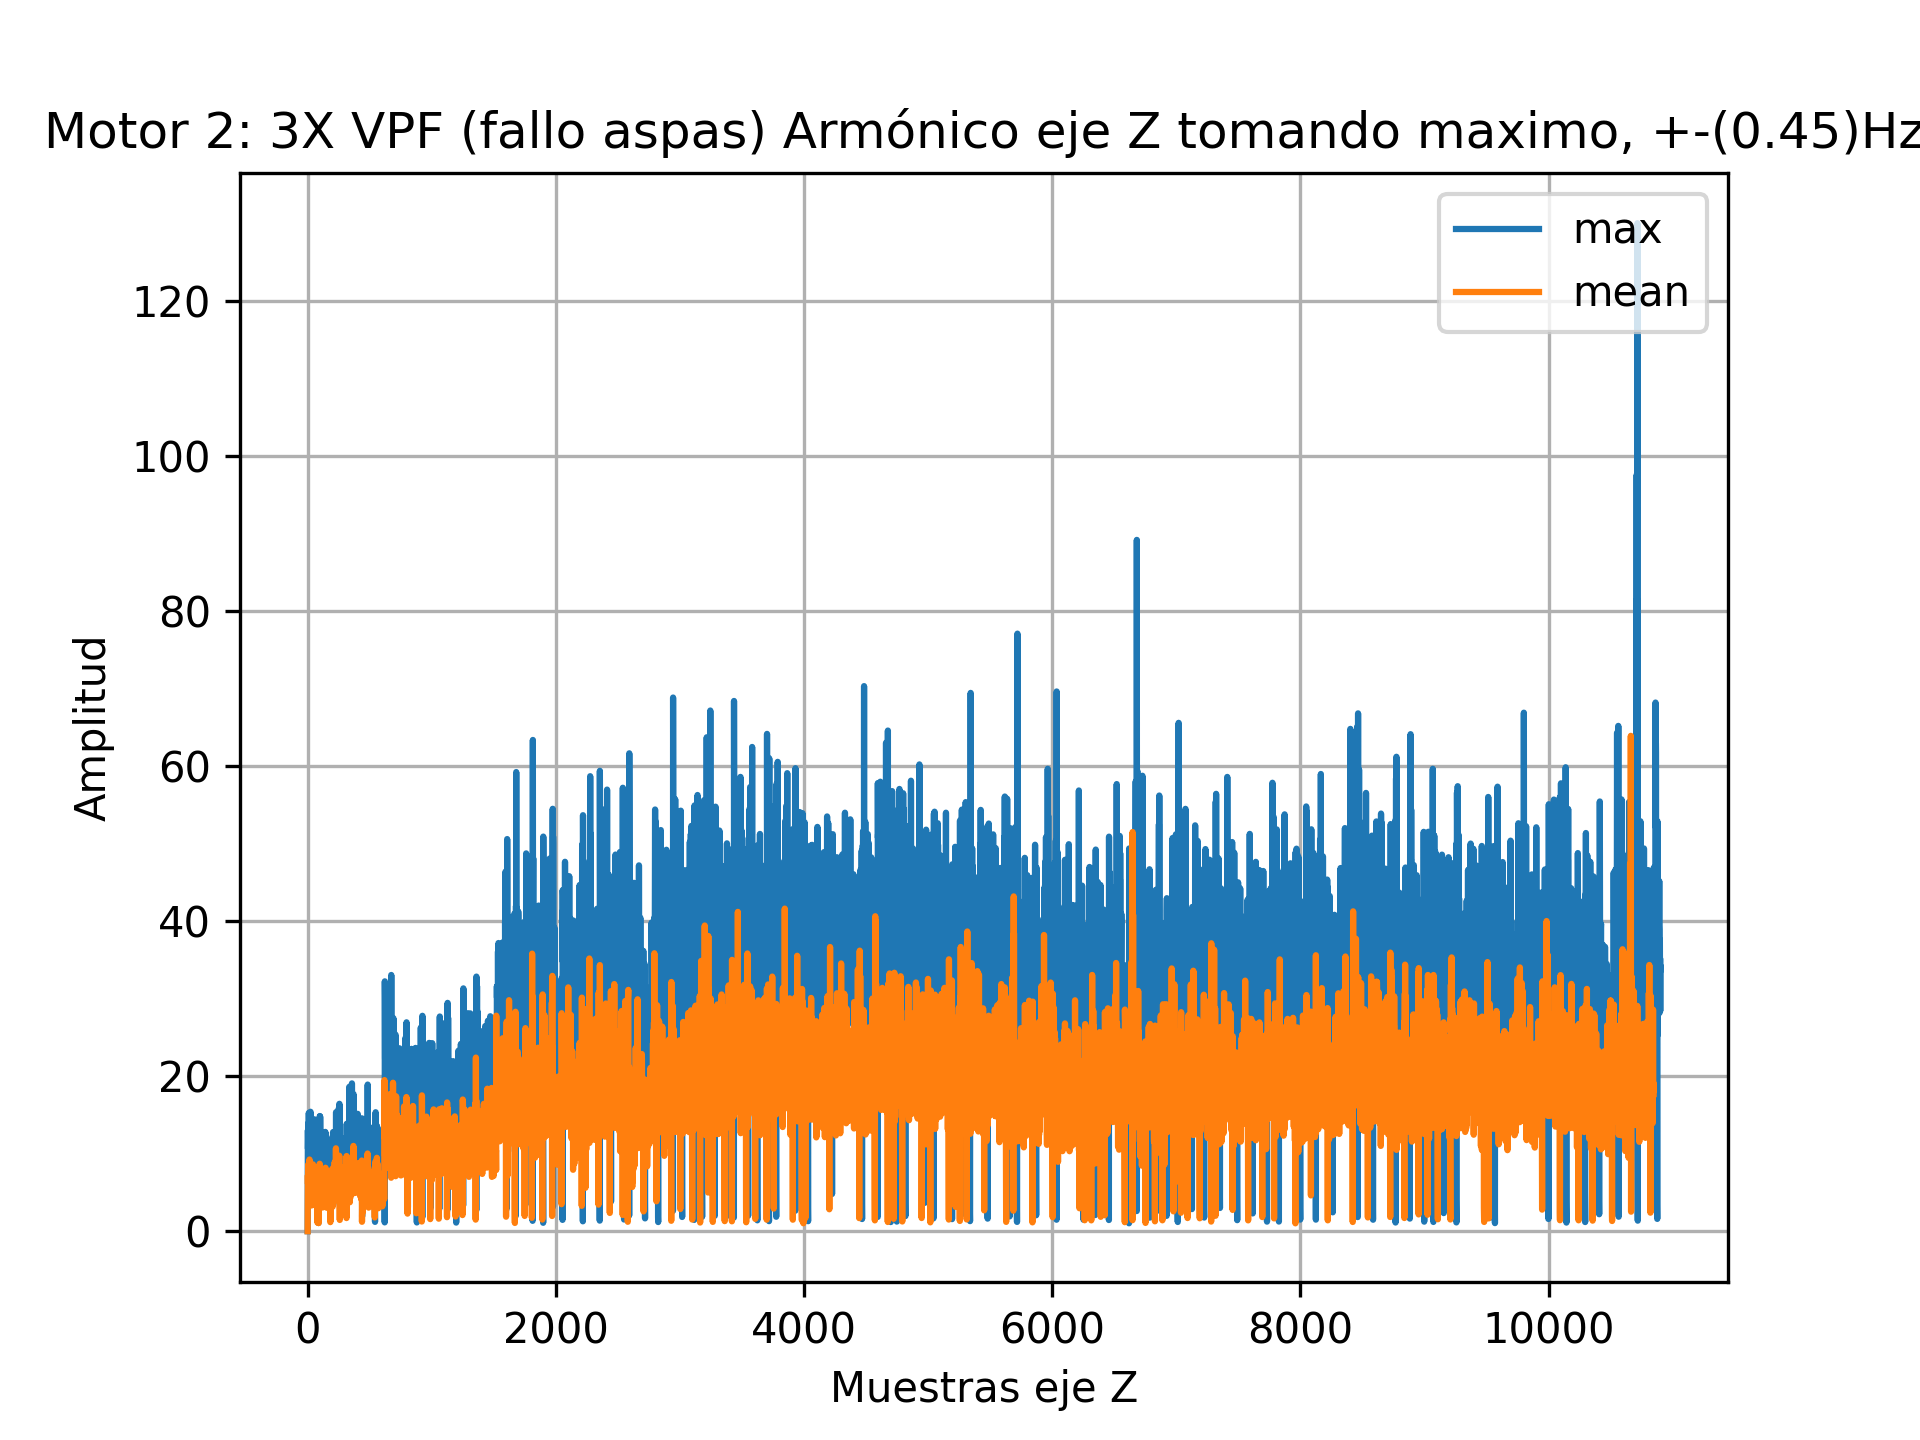 Motor 2: 3X VPF (fallo aspas) Armónico eje Z tomando maximo, +-(0.45)Hz
max
mean
120
100
80
60
40
20
0
Amplitud
0 2000 4000 6000 8000 10000
Muestras eje Z